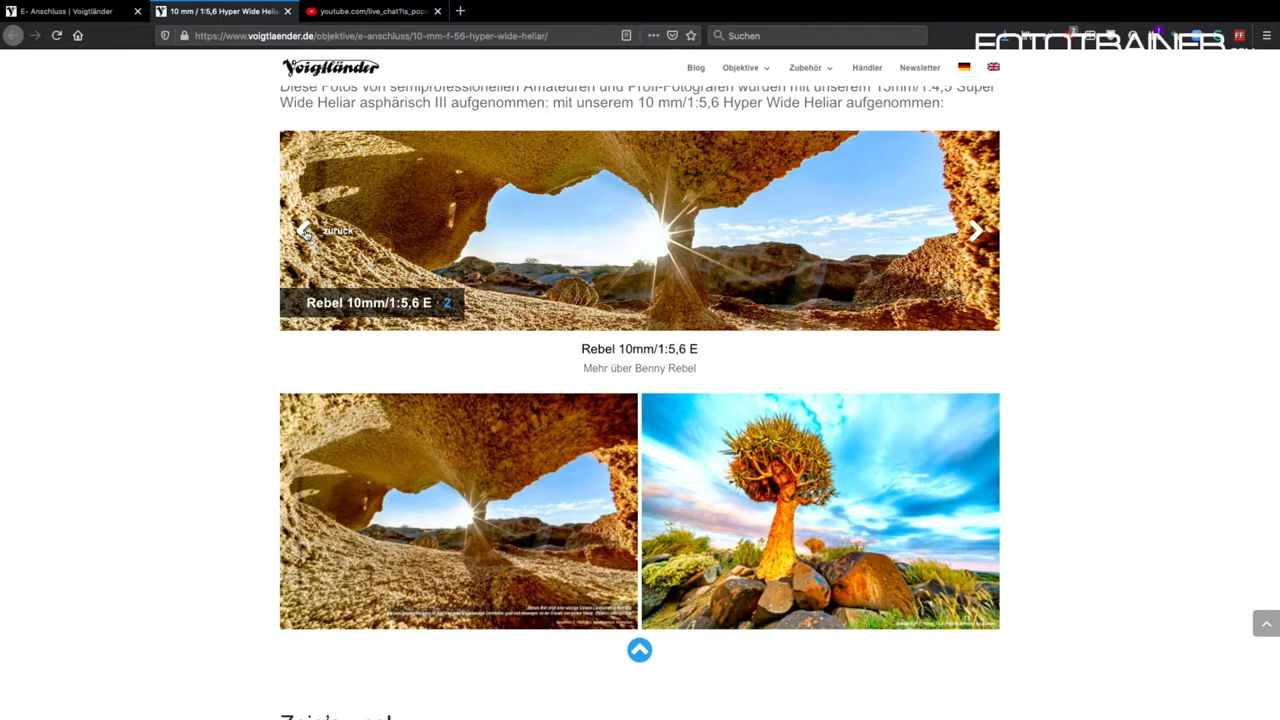 E- Anschluss | Voigtländer
10 mm / 1:5,6 Hyper Wide Helia
youtube.com/live_chat?is_popo
https://www.voigtlaender.de/objektive/e-anschluss/10-mm-f-56-hyper-wide-heliar/
Suchen
FOTOTRAINER
Voigtländer
Blog
Objektive
Zubehör
Händler
Newsletter
Diese Fotos von semiprofessionellen Amateuren und Profi-Fotografen wurden mit unserem 15mm/1:4,5 Super
Wide Heliar asphärisch III aufgenommen: mit unserem 10 mm/1:5,6 Hyper Wide Heliar aufgenommen:
zurück
Rebel 10mm/1:5,6 E · 2
Rebel 10mm/1:5,6 E
Mehr über Benny Rebel